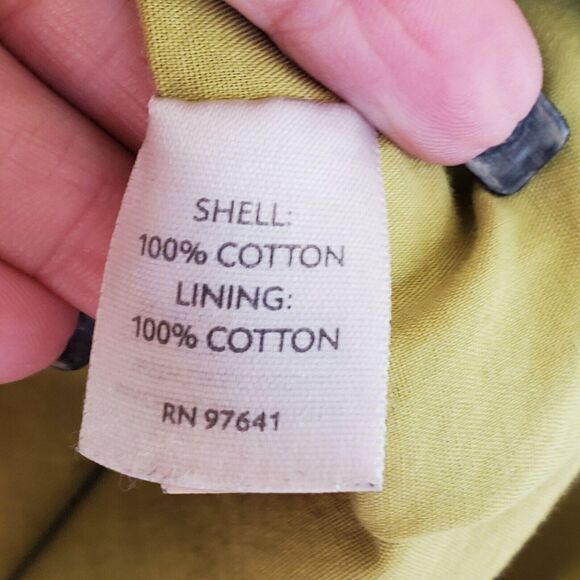 SHELL:
100% COTTON
LINING:
100% COTTON
RN 97641